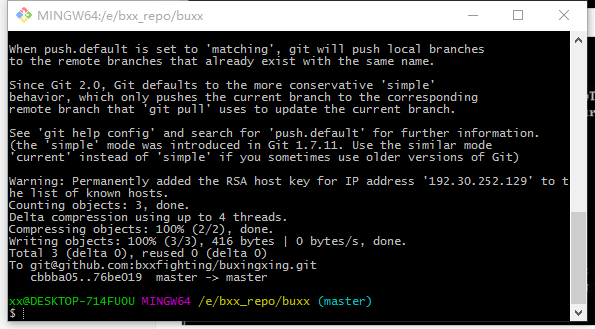 MINGW64:/e/bxx_repo/buxx
When push.default is set to 'matching', git will push local branches
to the remote branches that already exist with the same name.
Since Git 2.0, Git defaults to the more conservative 'simple'
behavior, which only pushes the current branch to the corresponding
remote branch that 'git pull' uses to update the current branch.
See 'git help config' and search for 'push.default' for further information.
(the 'simple' mode was introduced in Git 1.7.11. Use the similar mode
'current' instead of 'simple' if you sometimes use older versions of Git)
Warning: Permanently added the RSA host key for IP address '192.30.252.129' to t
he list of known hosts.
Counting objects: 3, done.
Delta compression using up to 4 threads.
Compressing objects: 100% (2/2), done.
Writing objects: 100% (3/3), 416 bytes | 0 bytes/s, done.
Total 3 (delta 0), reused 0 (delta 0)
To git@github.com:bxxfighting/buxingxing.git
cbbba05..76be019  master -> master
xx@DESKTOP-714FUOU MINGW64 /e/bxx_repo/buxx (master)
$